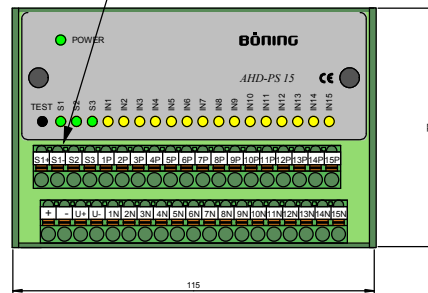 POWER
BÖNING
AHD-PS 15
CE
TEST S1 S2 S3 IN1 IN2 IN3 IN4 IN5 IN6 IN7 IN8 IN9 IN10 IN11 IN12 IN13 IN14 IN15
S1+ S1- S2 S3 1P 2P 3P 4P 5P 6P 7P 8P 9P 10P 11P 12P 13P 14P 15P
+ - U+ U- 1N 2N 3N 4N 5N 6N 7N 8N 9N 10N 11N 12N 13N 14N 15N
115